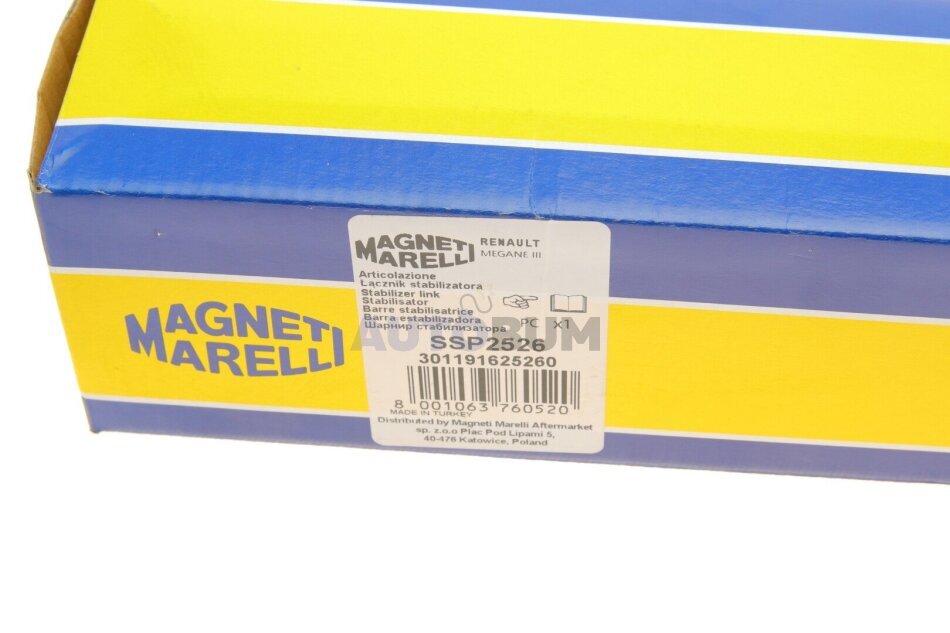 MAGNETI
MARELLI
MAGNETI
MARELLI
RENAULT
MEGANE III
Articolazione
Łącznik stabilizatora
Stabilizer link
Stabilisator
Barre stabilisatrice
Barra estabilizadora
Шарнир стабилизатора
PC x1
AUTOBUM
SSP2526
301191625260
8 001063 760520
MADE IN TURKEY
Distributed by Magneti Marelli Aftermarket
sp. z.o.o Plac Pod Lipami 5,
40-476 Katowice, Poland